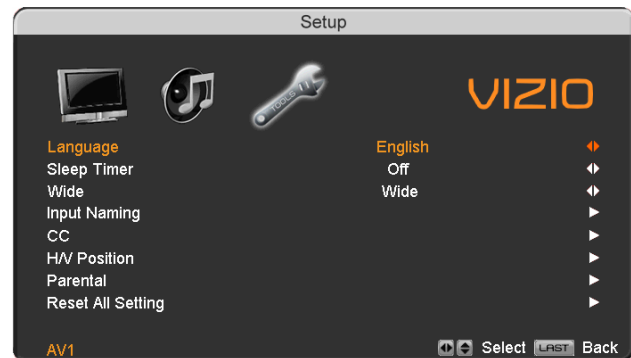 Setup
TOOLS
VIZIO
Language English
Sleep Timer Off
Wide Wide
Input Naming
CC
H/V Position
Parental
Reset All Setting
AV1 Select LAST Back